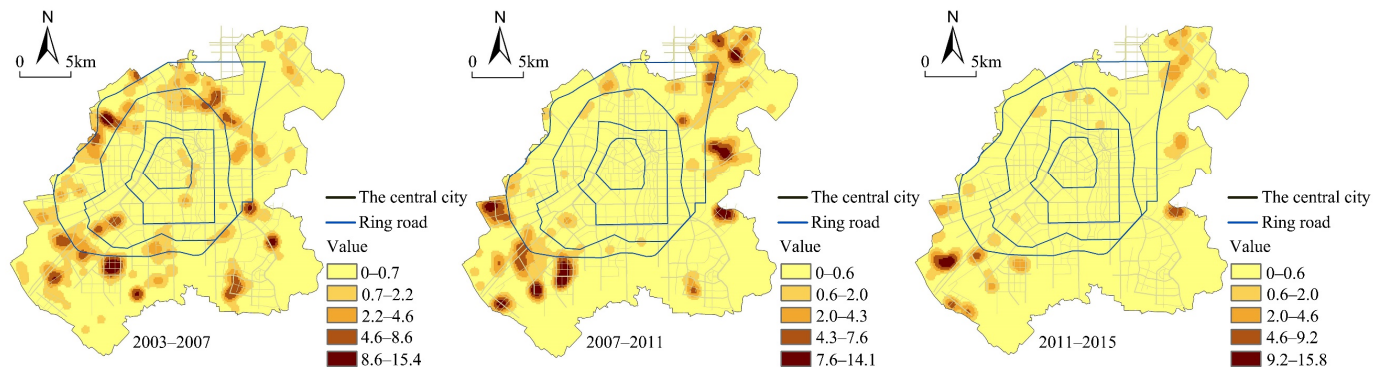 N
0 5km
The central city
Ring road
Value
0–0.7
0.7–2.2
2.2–4.6
4.6–8.6
8.6–15.4
2003–2007
N
0 5km
The central city
Ring road
Value
0–0.6
0.6–2.0
2.0–4.3
4.3–7.6
7.6–14.1
2007–2011
N
0 5km
The central city
Ring road
Value
0–0.6
0.6–2.0
2.0–4.6
4.6–9.2
9.2–15.8
2011–2015